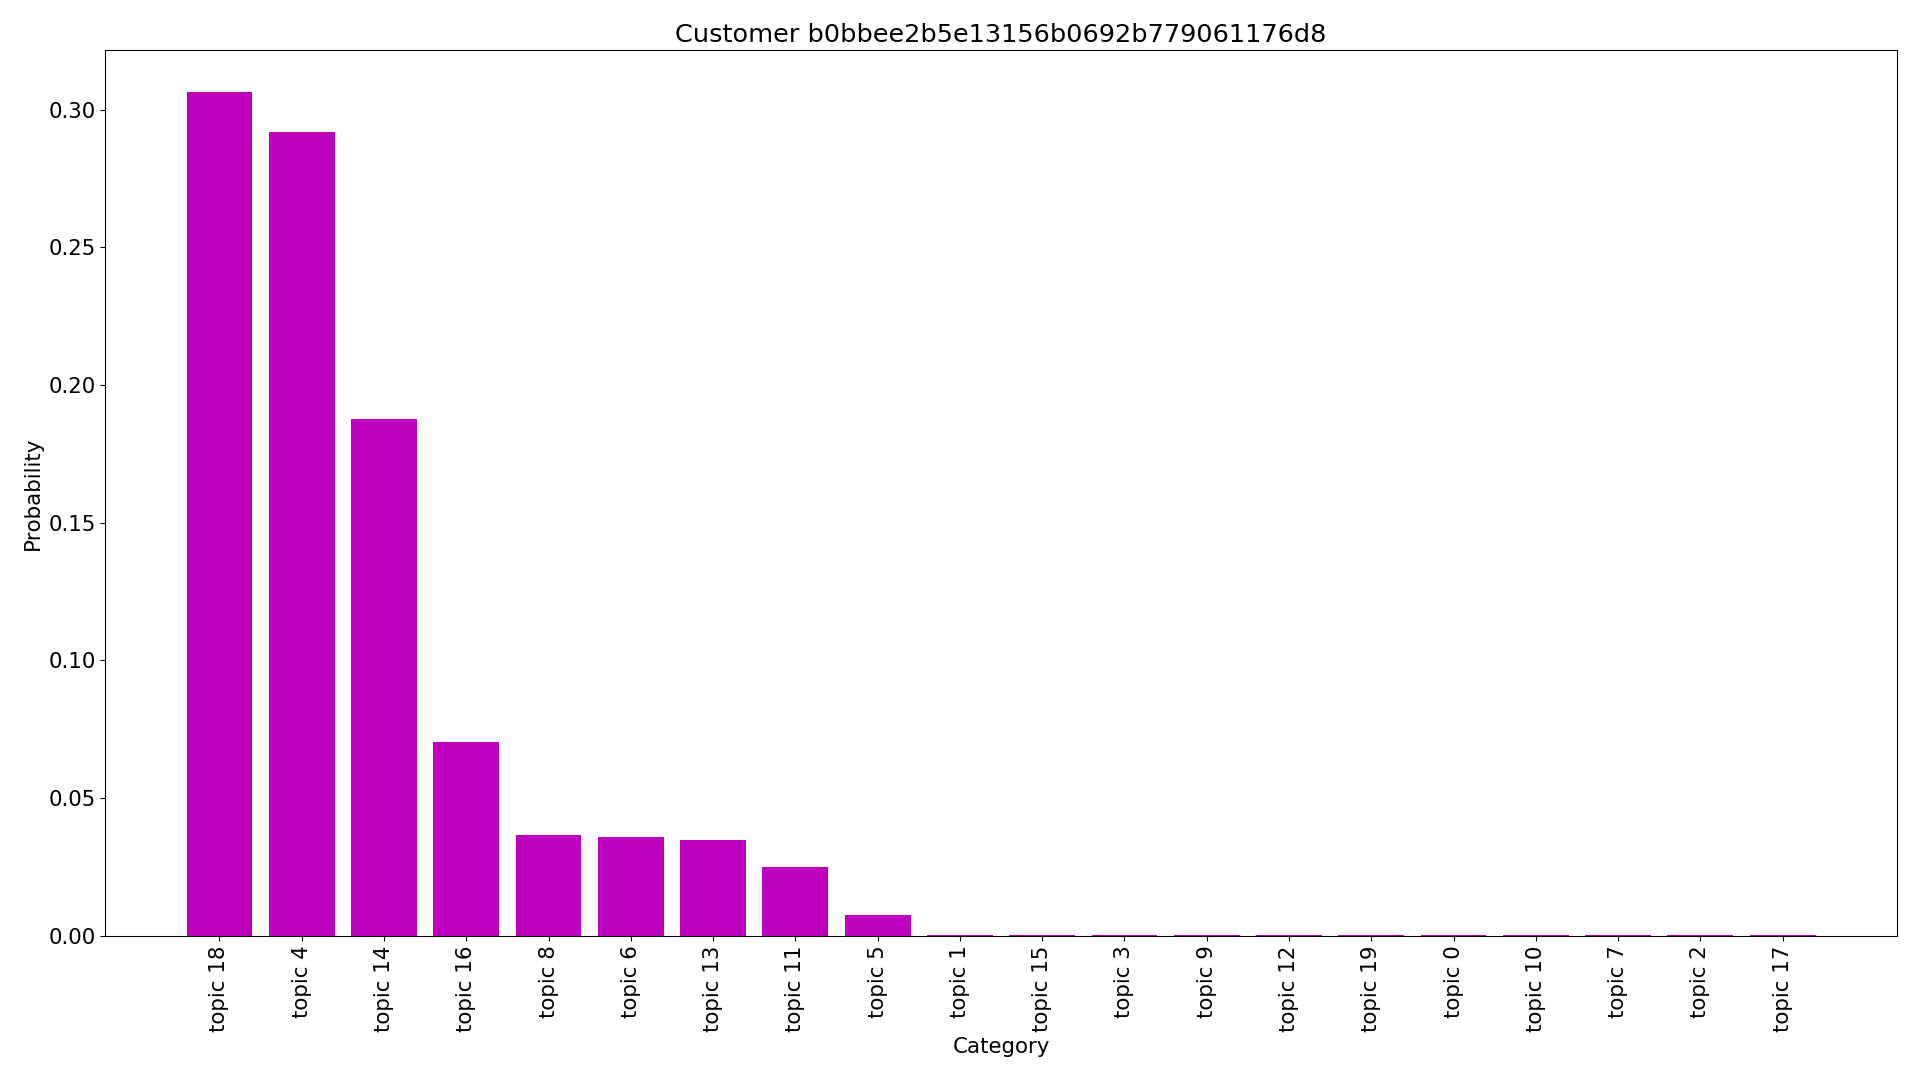 Customer b0bbee2b5e13156b0692b779061176d8
Probability
0.30
0.25
0.20
0.15
0.10
0.05
0.00
topic 18
topic 4
topic 14
topic 16
topic 8
topic 6
topic 13
topic 11
topic 5
topic 1
topic 15
topic 3
topic 9
topic 12
topic 19
topic 0
topic 10
topic 7
topic 2
topic 17
Category